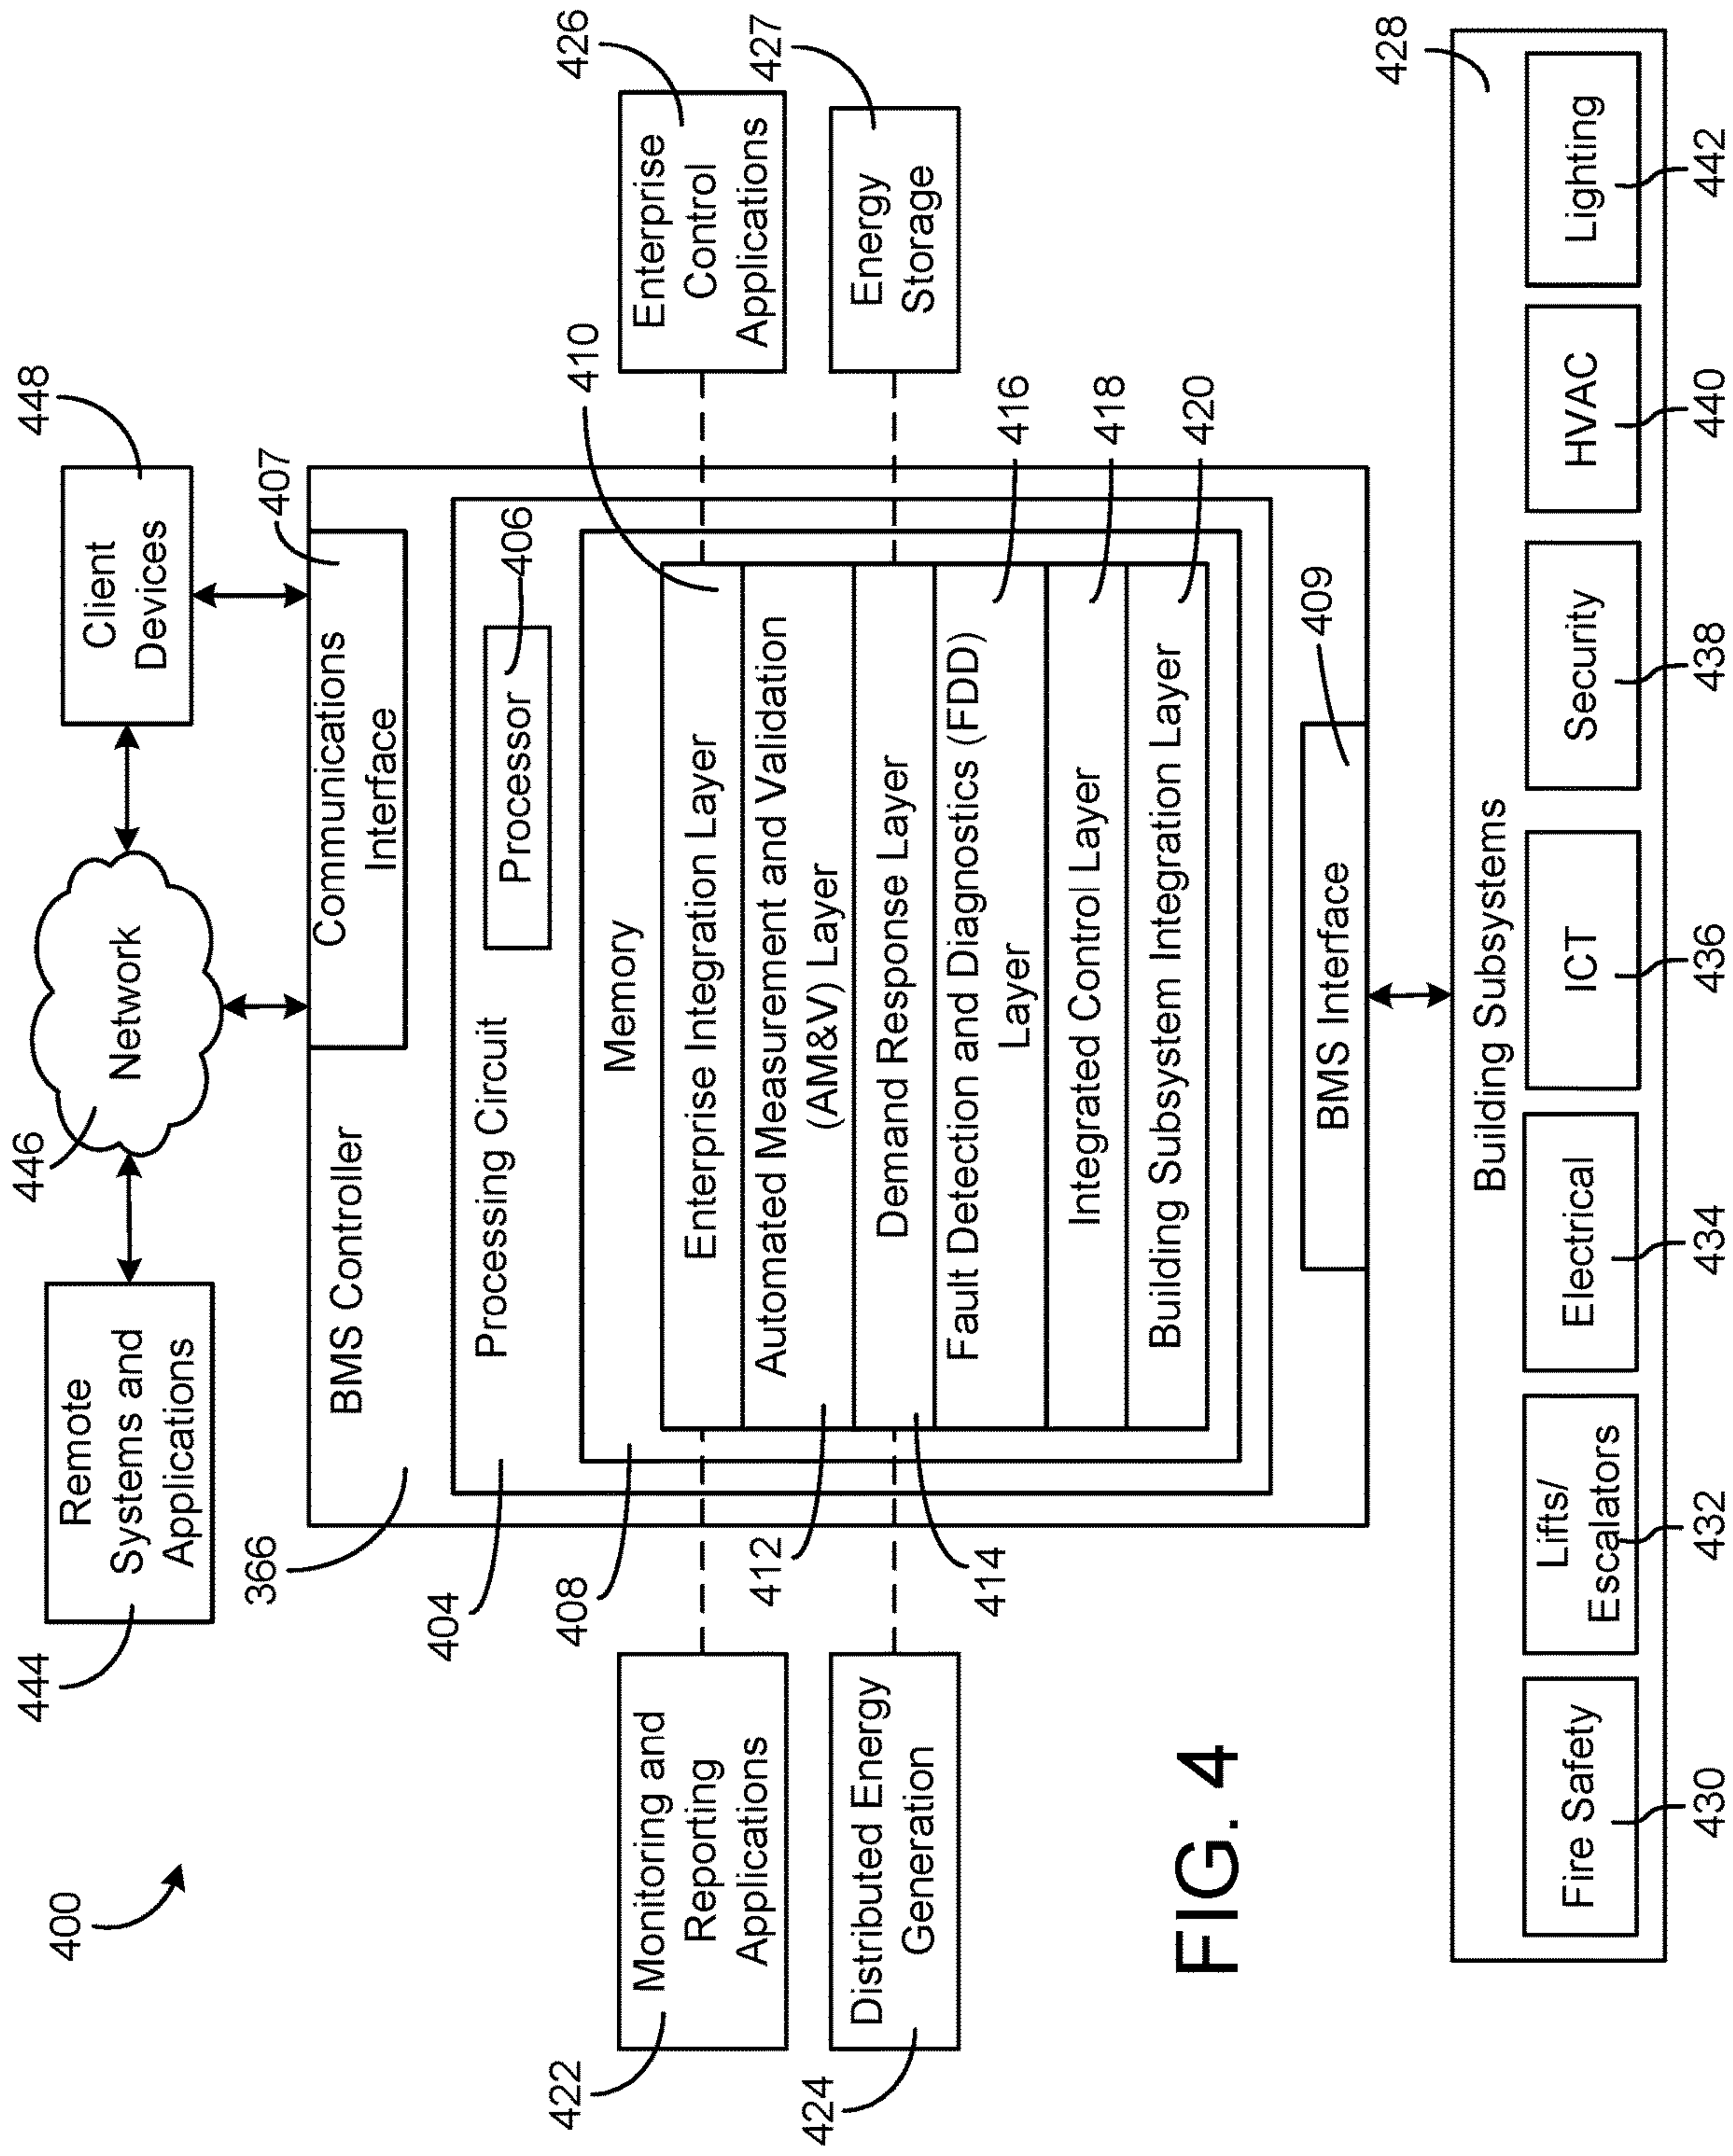 400
444
Remote
Systems and
Applications
446
Network
448
Client
Devices
366
BMS Controller
407
Communications
Interface
404
Processing Circuit
Processor
406
408
Memory
410
Enterprise Integration Layer
Automated Measurement and Validation
(AM&V) Layer
412
Demand Response Layer
414
Fault Detection and Diagnostics (FDD)
Layer
416
Integrated Control Layer
418
Building Subsystem Integration Layer
420
422
Monitoring and
Reporting
Applications
424
Distributed Energy
Generation
426
Enterprise
Control
Applications
427
Energy
Storage
BMS Interface
409
FIG. 4
Building Subsystems
428
Fire Safety
Lifts/
Escalators
Electrical
ICT
Security
HVAC
Lighting
430
432
434
436
438
440
442